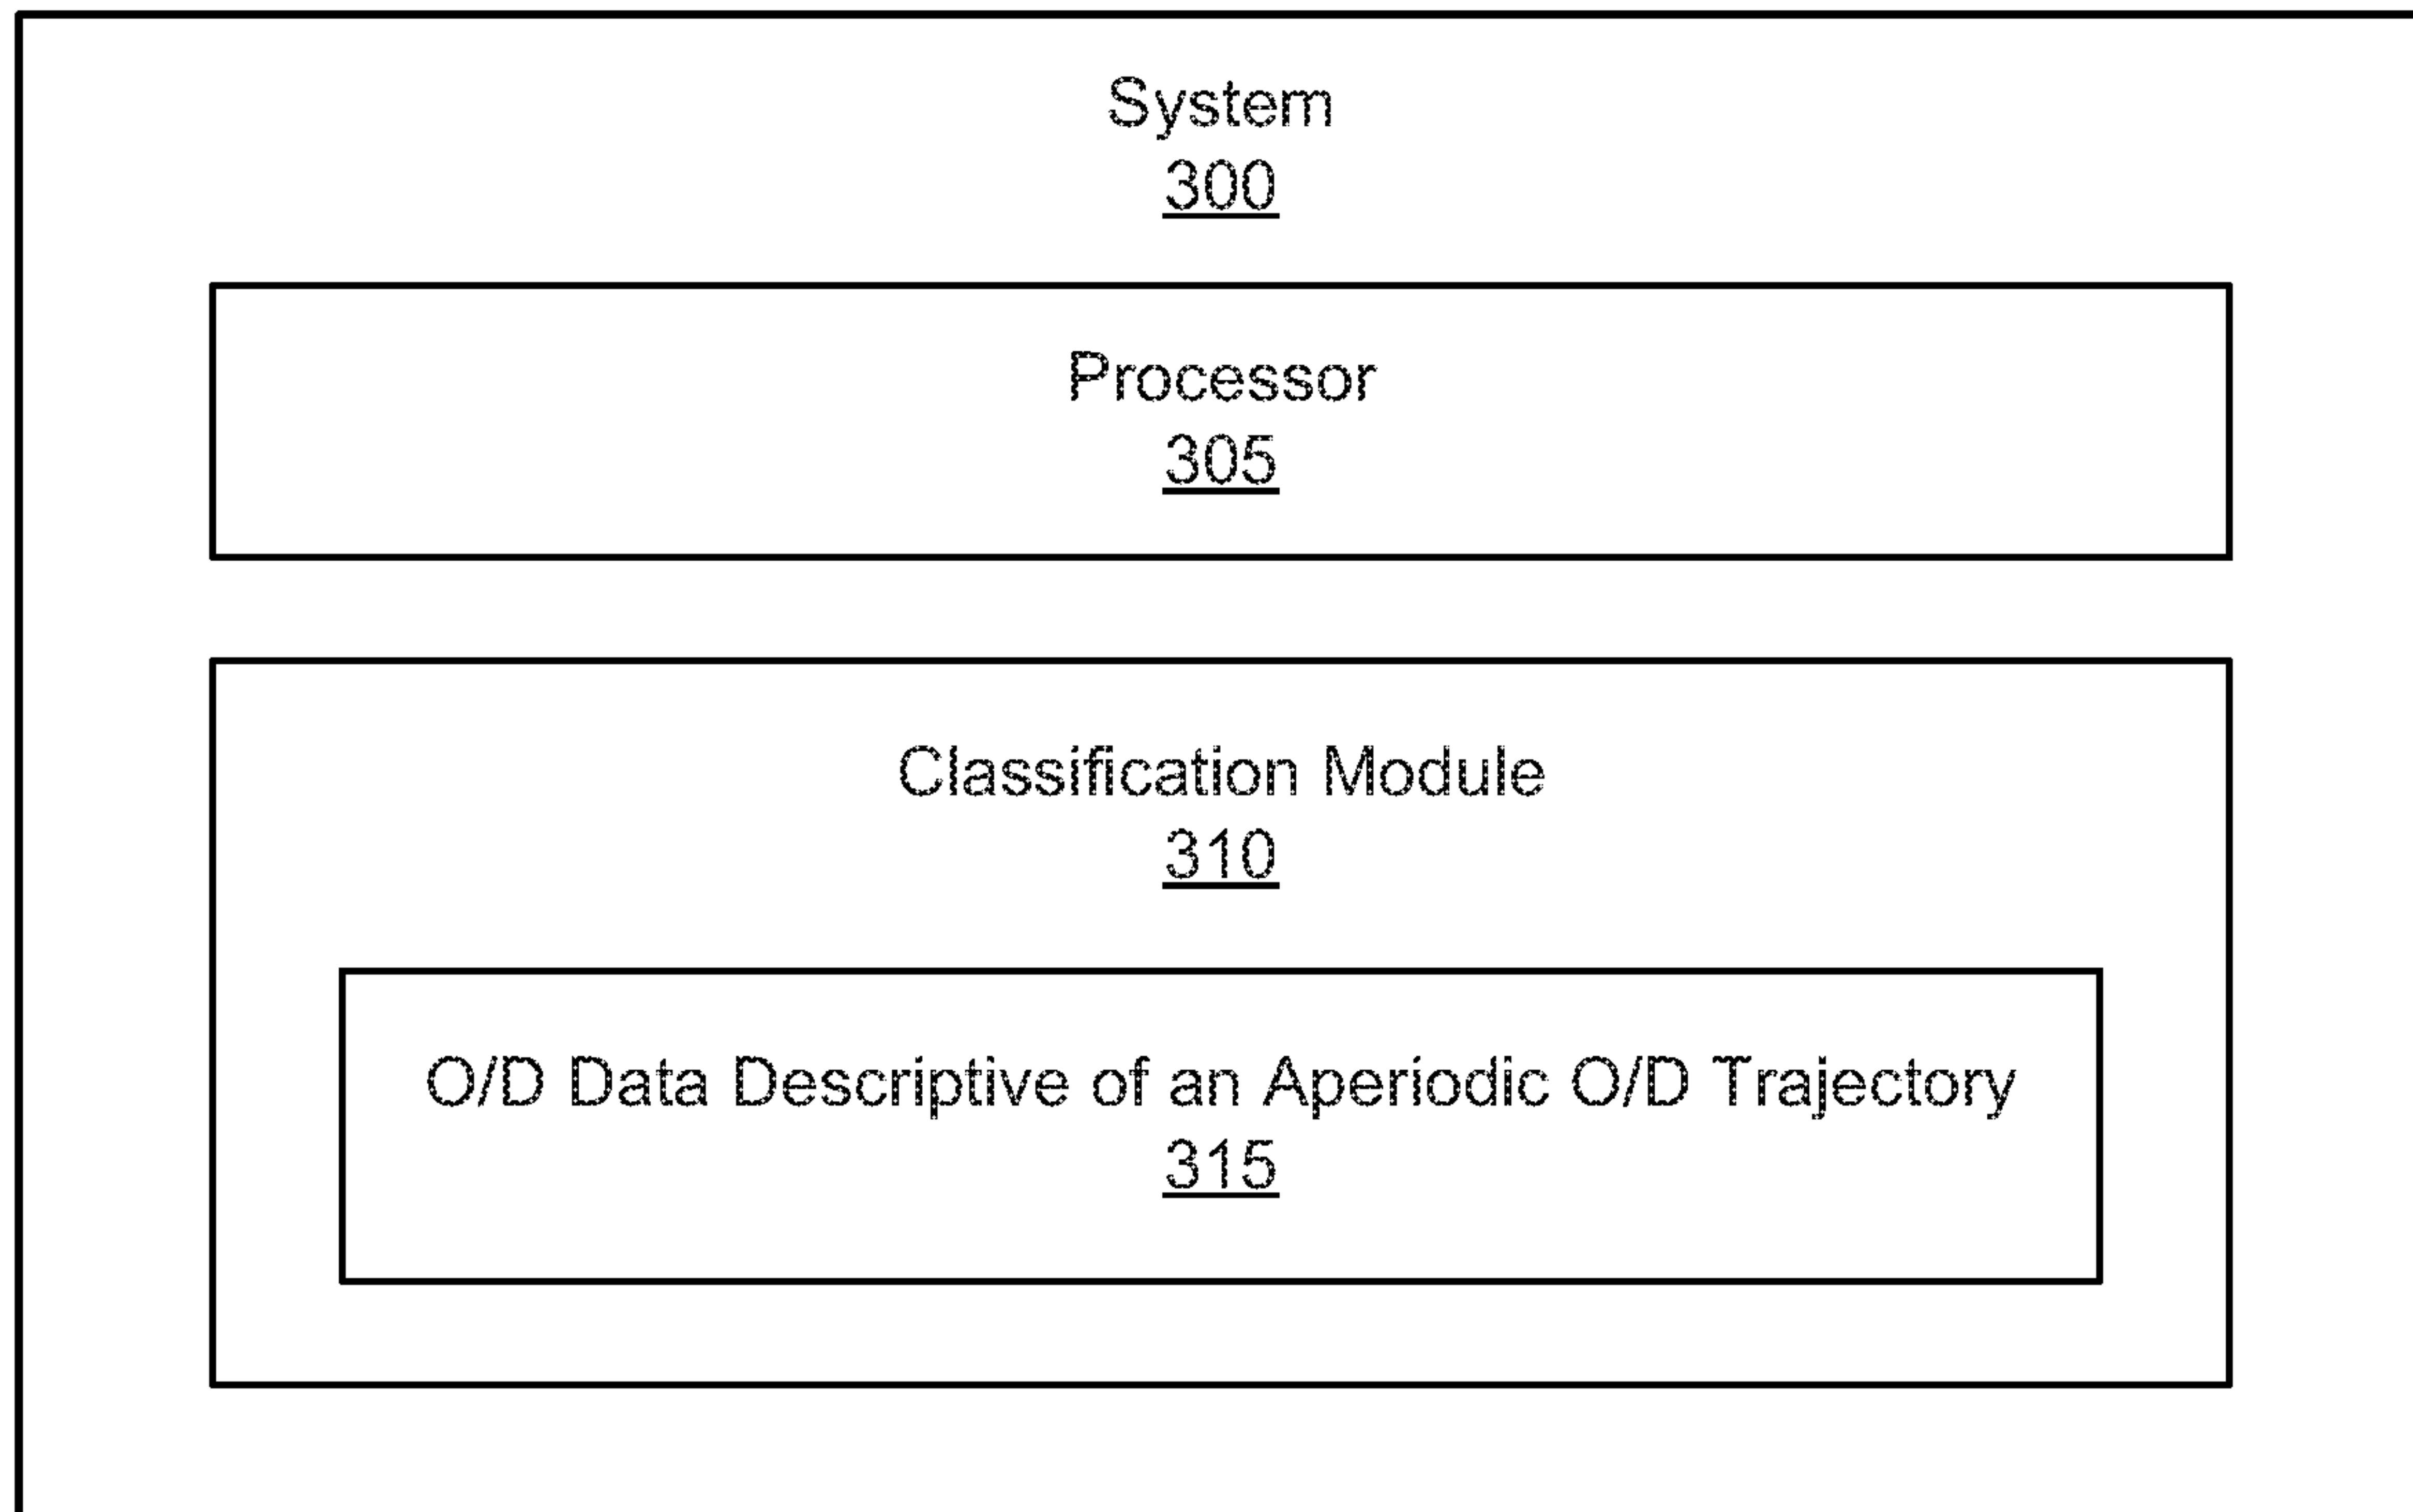 System
300
Processor
305
Classification Module
310
O/D Data Descriptive of an Aperiodic O/D Trajectory
315